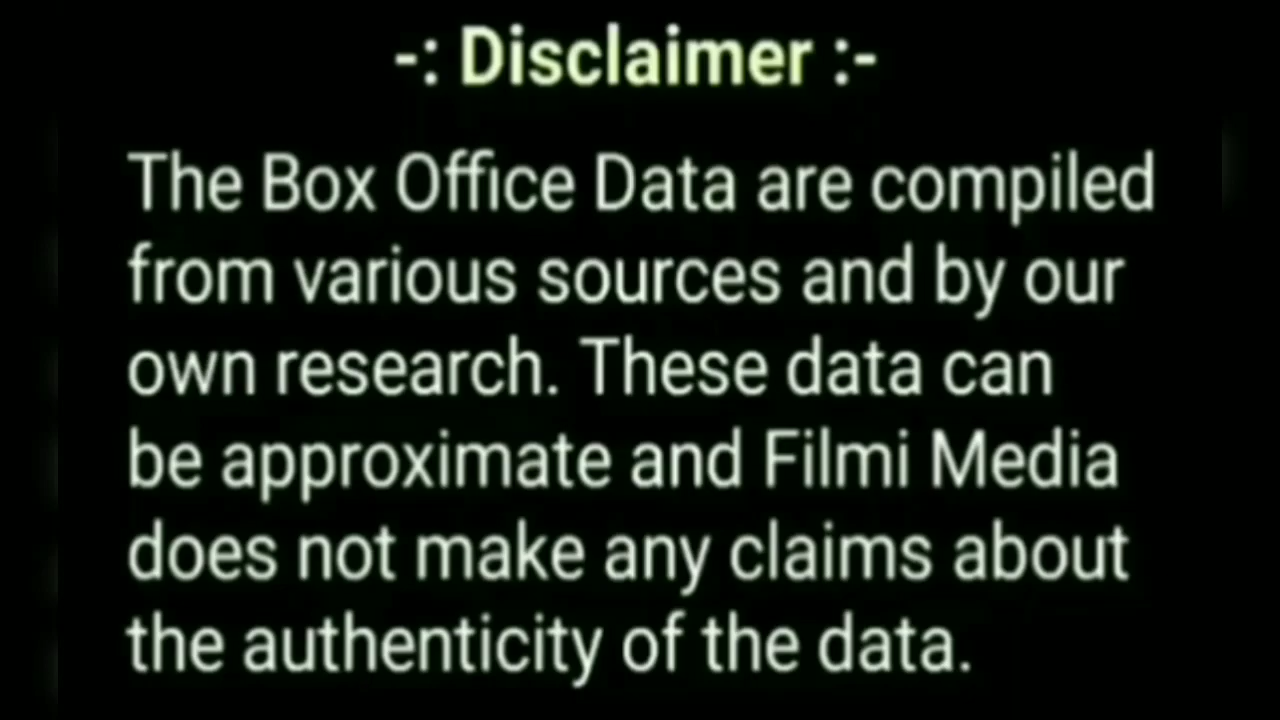 -: Disclaimer :-
The Box Office Data are compiled
from various sources and by our
own research. These data can
be approximate and Filmi Media
does not make any claims about
the authenticity of the data.